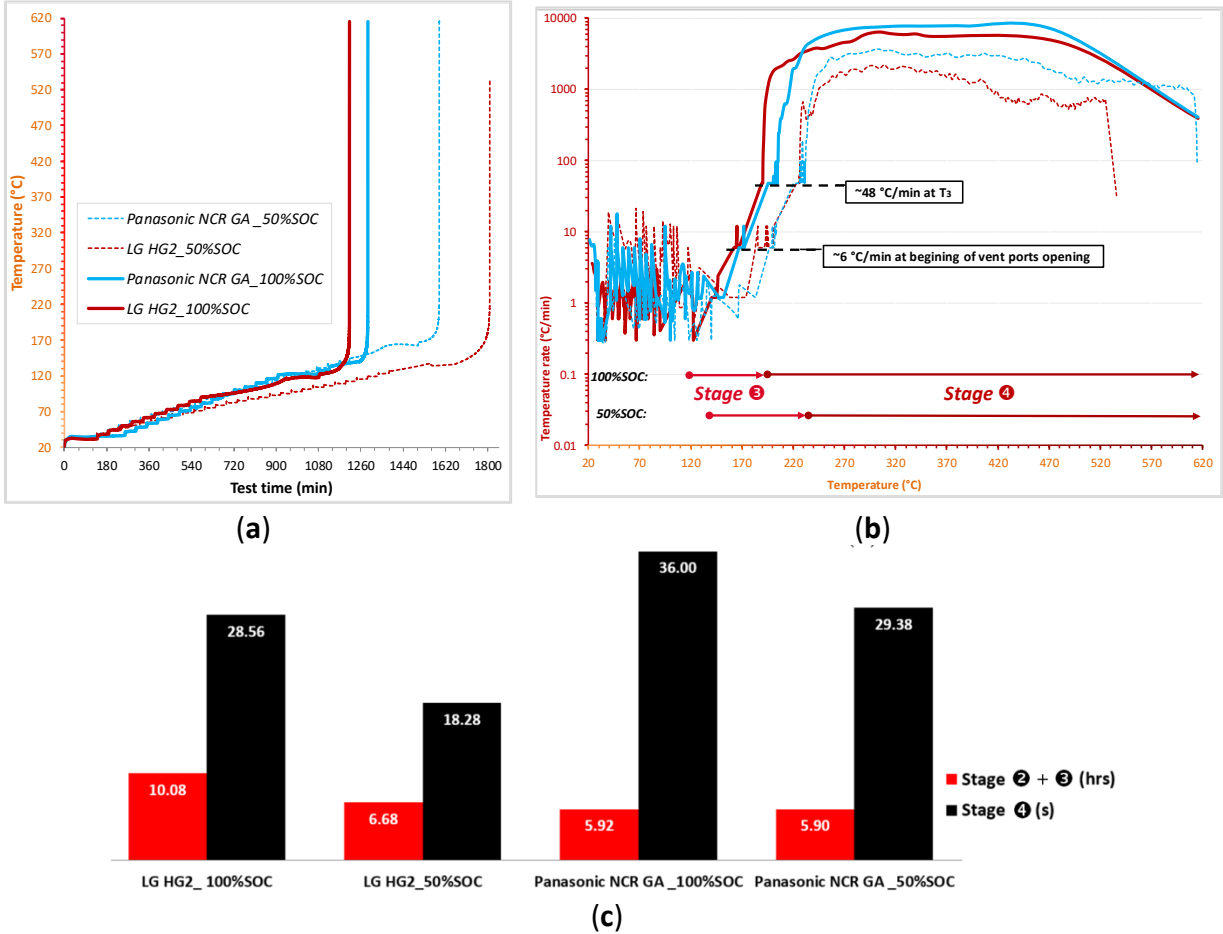 620
570
520
470
420
370
320
270
220
170
120
70
20
Temperature (°C)
Panasonic NCR GA _50%SOC
LG HG2_50%SOC
Panasonic NCR GA_100%SOC
LG HG2_100%SOC
0 180 360 540 720 900 1080 1260 1440 1620 1800
Test time (min)
(a)
10000
1000
100
10
1
0.1
0.01
Temperature rate (°C/min)
~48 °C/min at T3
~6 °C/min at begining of vent ports opening
100%SOC:
Stage ❸ Stage ❹
50%SOC:
20 70 120 170 220 270 320 370 420 470 520 570 620
Temperature (°C)
(b)
36.00
28.56
29.38
18.28
10.08
6.68
5.92
5.90
Stage ❷ + ❸ (hrs)
Stage ❹ (s)
LG HG2_ 100%SOC LG HG2_50%SOC Panasonic NCR GA _100%SOC Panasonic NCR GA _50%SOC
(c)